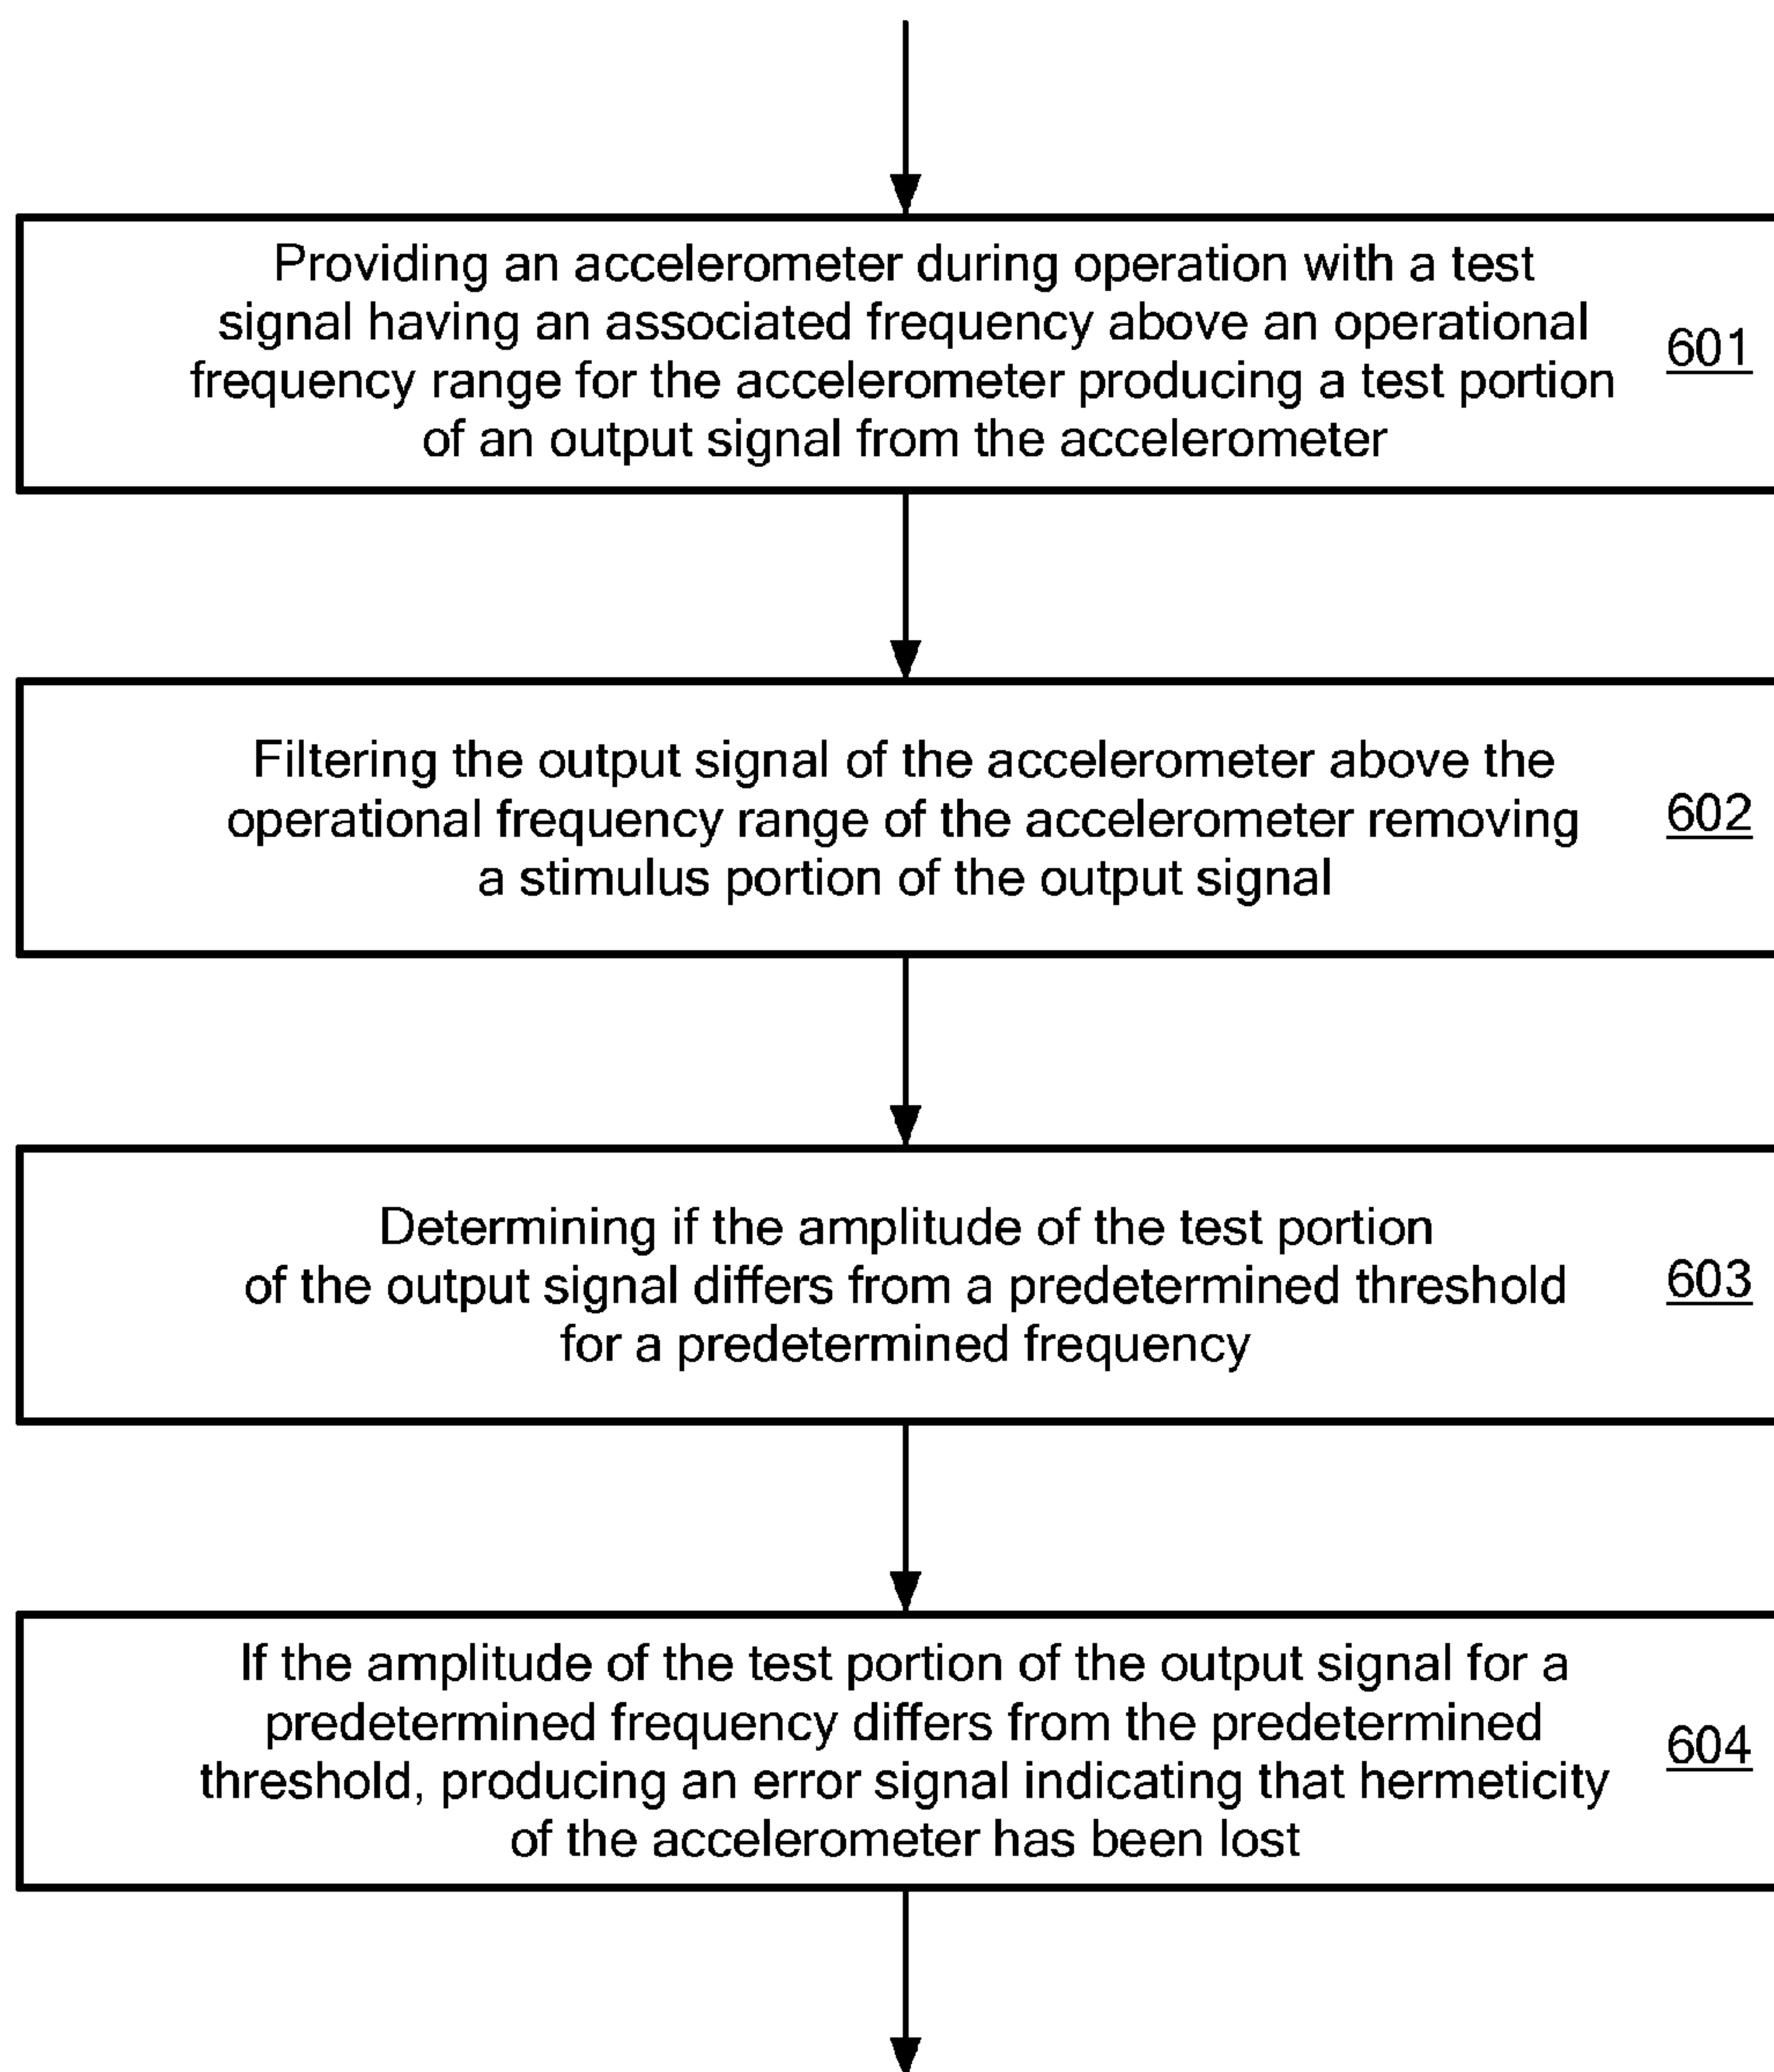 Providing an accelerometer during operation with a test
signal having an associated frequency above an operational
frequency range for the accelerometer producing a test portion
of an output signal from the accelerometer
601
Filtering the output signal of the accelerometer above the
operational frequency range of the accelerometer removing
a stimulus portion of the output signal
602
Determining if the amplitude of the test portion
of the output signal differs from a predetermined threshold
for a predetermined frequency
603
If the amplitude of the test portion of the output signal for a
predetermined frequency differs from the predetermined
threshold, producing an error signal indicating that hermeticity
of the accelerometer has been lost
604